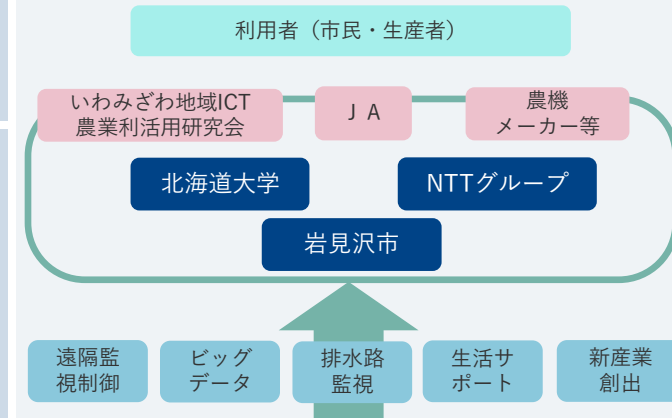 利用者（市民・生産者）
いわみざわ地域ICT
農業利活用研究会
ＪＡ
農機
メーカー等
北海道大学
NTTグループ
岩見沢市
遠隔監
視制御
ビッグ
データ
排水路
監視
生活サ
ポート
新産業
創出